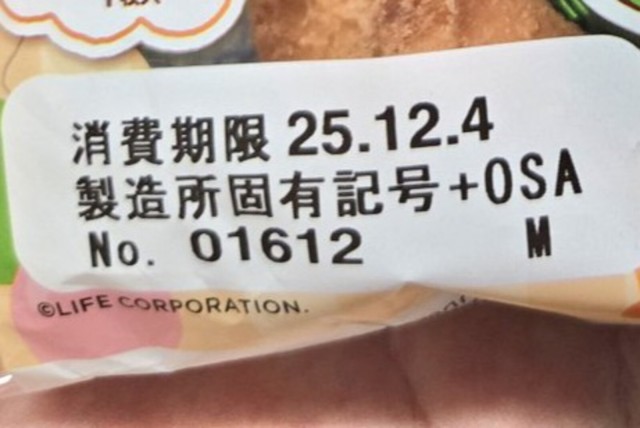 消費期限 25.12.4
製造所固有記号+OSA
No. 01612 M
©LIFE CORPORATION.